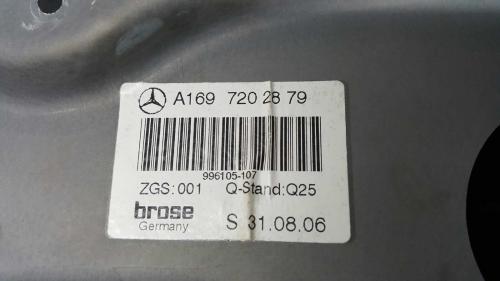 A169 720 28 79
996105-107
ZGS:001 Q-Stand:Q25
brose
Germany S 31.08.06